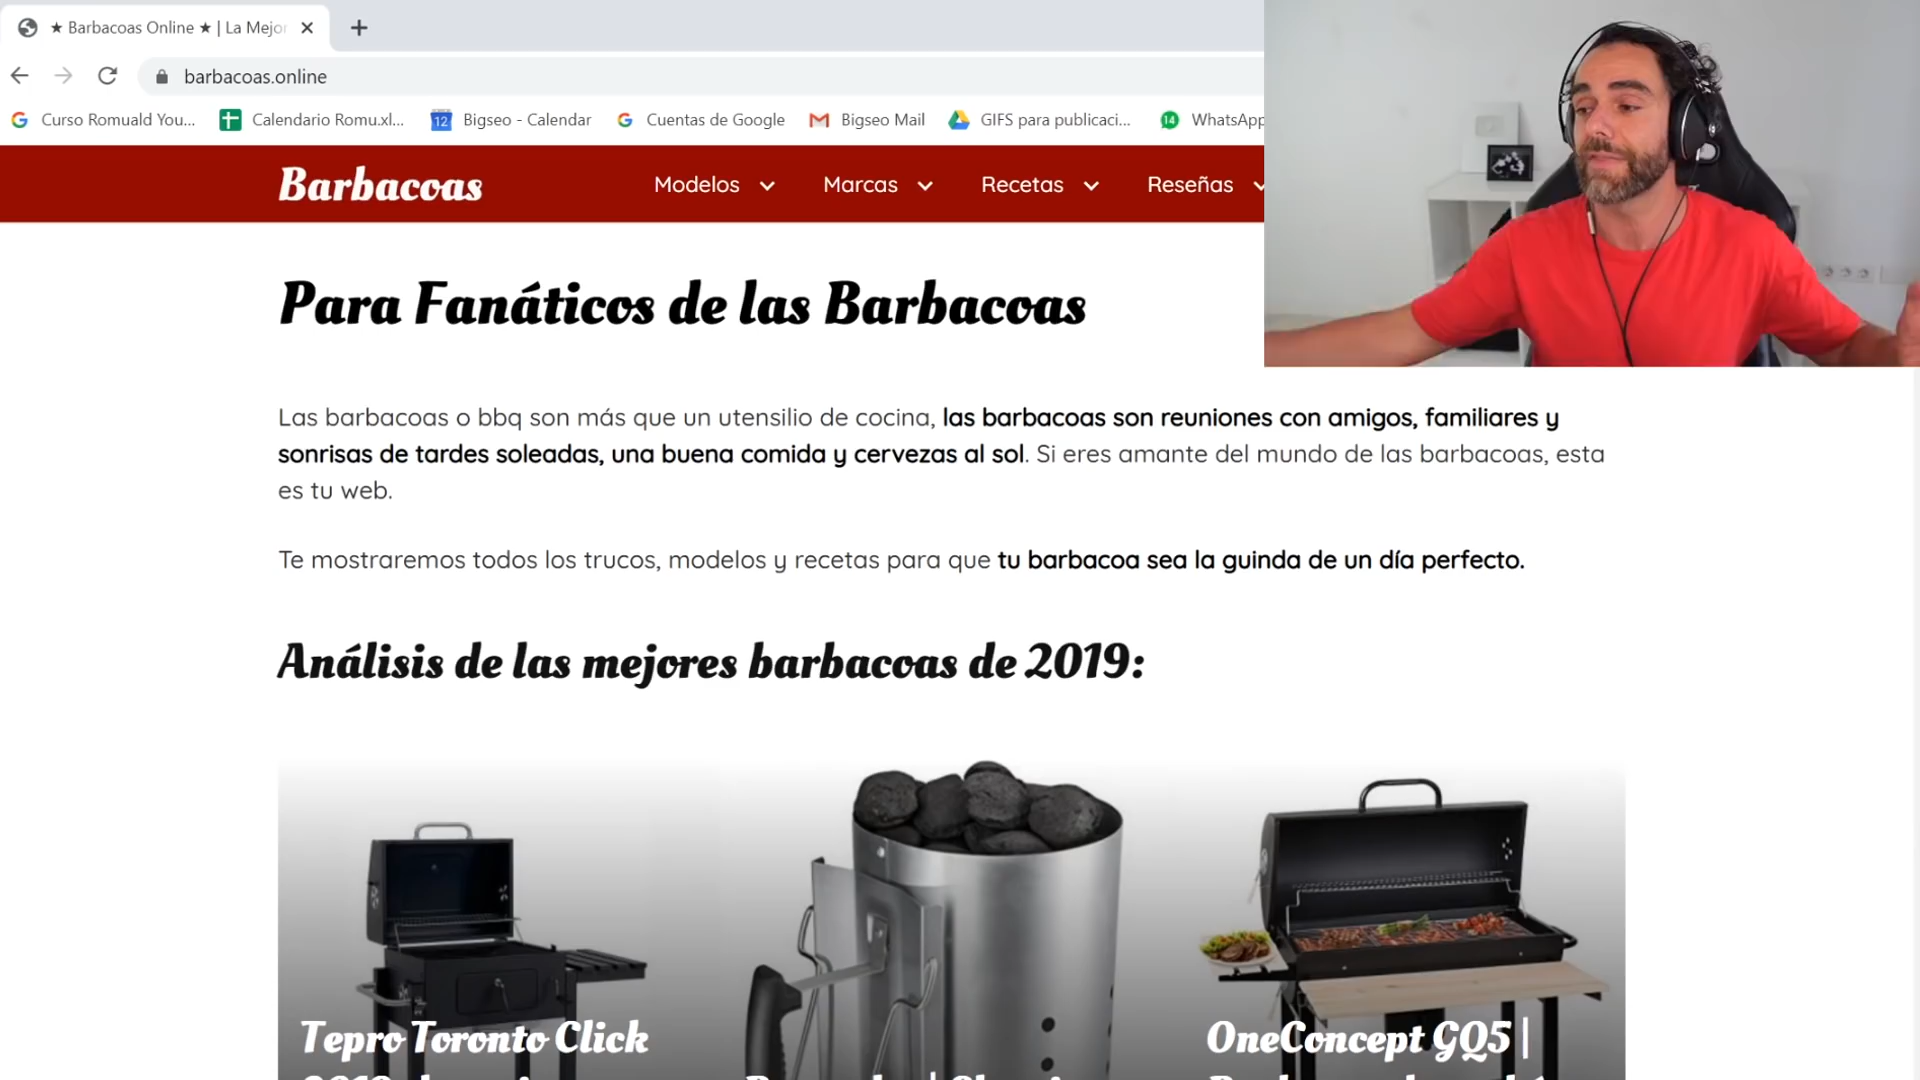 ★ Barbacoas Online ★ | La Mejor
barbacoas.online
Curso Romuald You...
Calendario Romu.xl...
12
Bigseo - Calendar
Cuentas de Google
Bigseo Mail
GIFS para publicaci...
14
WhatsApp
Barbacoas
Modelos
Marcas
Recetas
Reseñas
Para Fanáticos de las Barbacoas
Las barbacoas o bbq son más que un utensilio de cocina, las barbacoas son reuniones con amigos, familiares y
sonrisas de tardes soleadas, una buena comida y cervezas al sol. Si eres amante del mundo de las barbacoas, esta
es tu web.
Te mostraremos todos los trucos, modelos y recetas para que tu barbacoa sea la guinda de un día perfecto.
Análisis de las mejores barbacoas de 2019:
Tepro Toronto Click
OneConcept GQ5 |